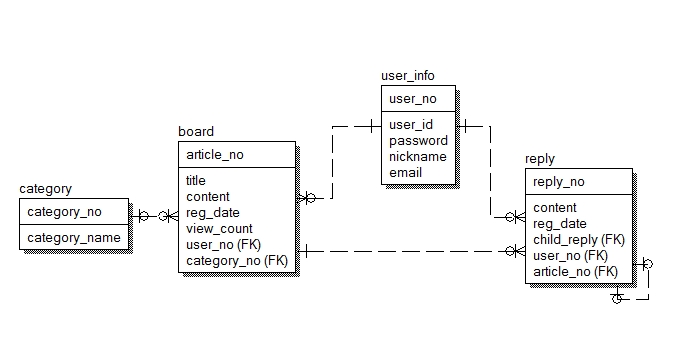 user_info
user_no
user_id
password
nickname
email
board
article_no
title
content
reg_date
view_count
user_no (FK)
category_no (FK)
category
category_no
category_name
reply
reply_no
content
reg_date
child_reply (FK)
user_no (FK)
article_no (FK)